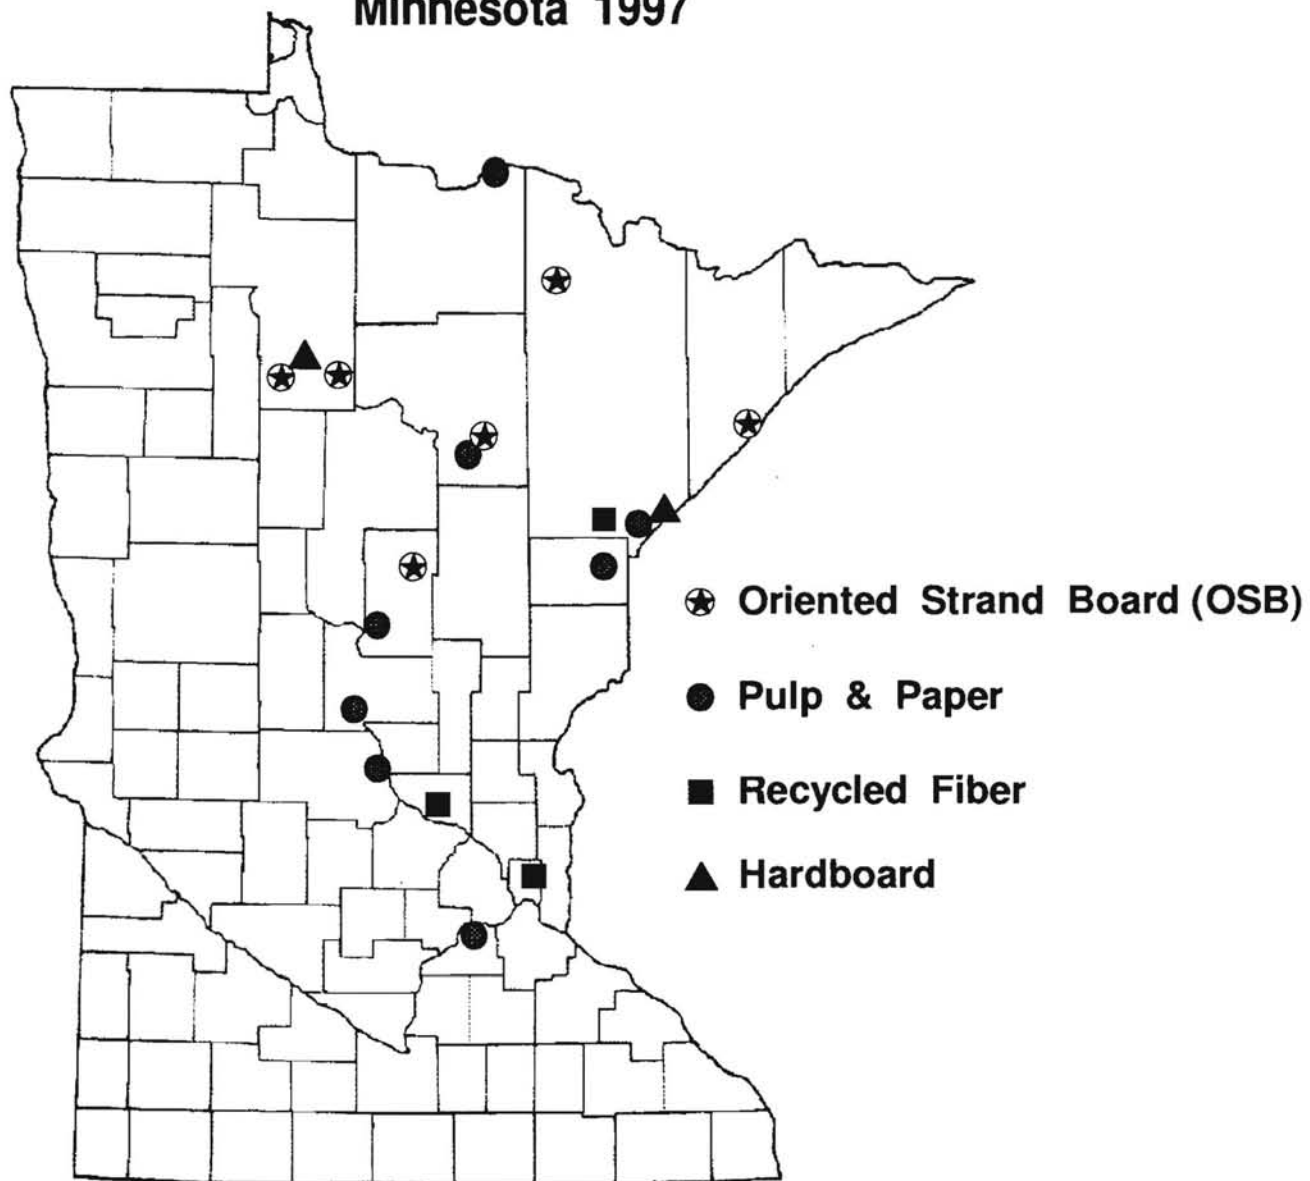 Minnesota 1997
Oriented Strand Board (OSB)
Pulp & Paper
Recycled Fiber
Hardboard